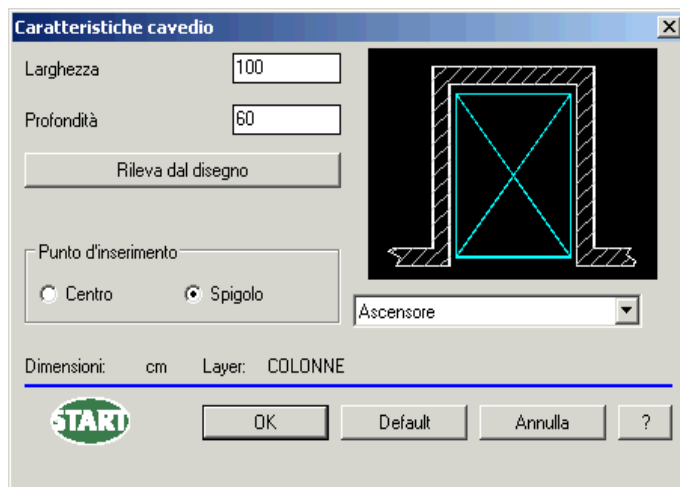 Caratteristiche cavedio
Larghezza 100
Profondità 60
Rileva dal disegno
Punto d'inserimento
Centro Spigolo
Ascensore
Dimensioni: cm Layer: COLONNE
START OK Default Annulla ?